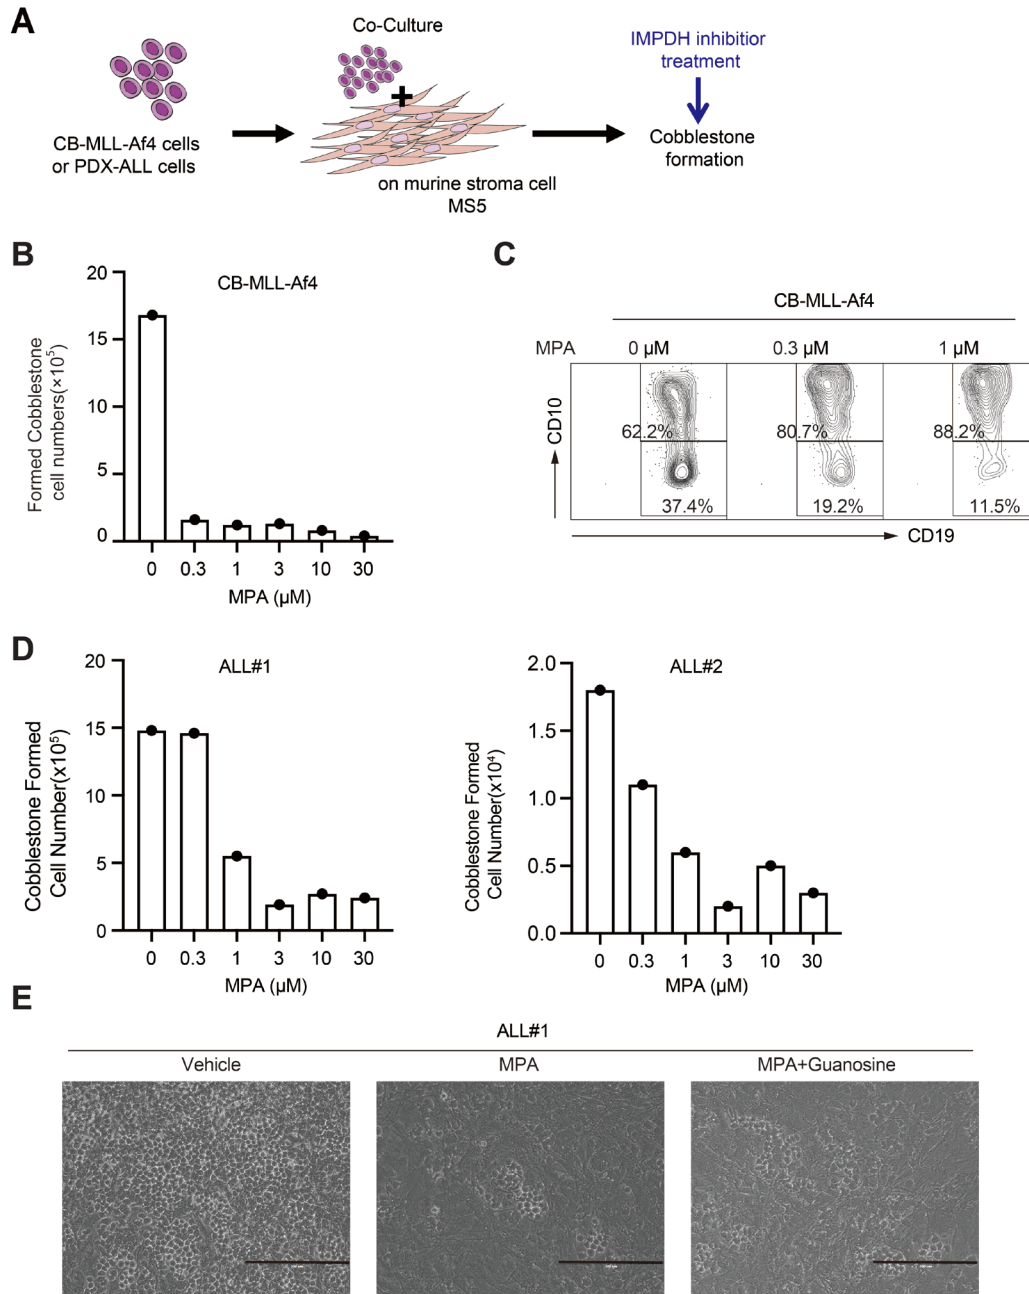 A
Co-Culture
IMPDH inhibitior
treatment
CB-MLL-Af4 cells
or PDX-ALL cells
Cobblestone
formation
on murine stroma cell
MS5
B
CB-MLL-Af4
Formed Cobblestone
cell numbers(×10⁵)
20
15
10
5
0
0 0.3 1 3 10 30
MPA (μM)
C
CB-MLL-Af4
MPA 0 μM 0.3 μM 1 μM
CD10
62.2% 80.7% 88.2%
37.4% 19.2% 11.5%
CD19
D
ALL#1
Cobblestone Formed
Cell Number(x10⁵)
20
15
10
5
0
0 0.3 1 3 10 30
MPA (μM)
ALL#2
Cobblestone Formed
Cell Number(x10⁴)
2.0
1.5
1.0
0.5
0.0
0 0.3 1 3 10 30
MPA (μM)
E
ALL#1
Vehicle MPA MPA+Guanosine